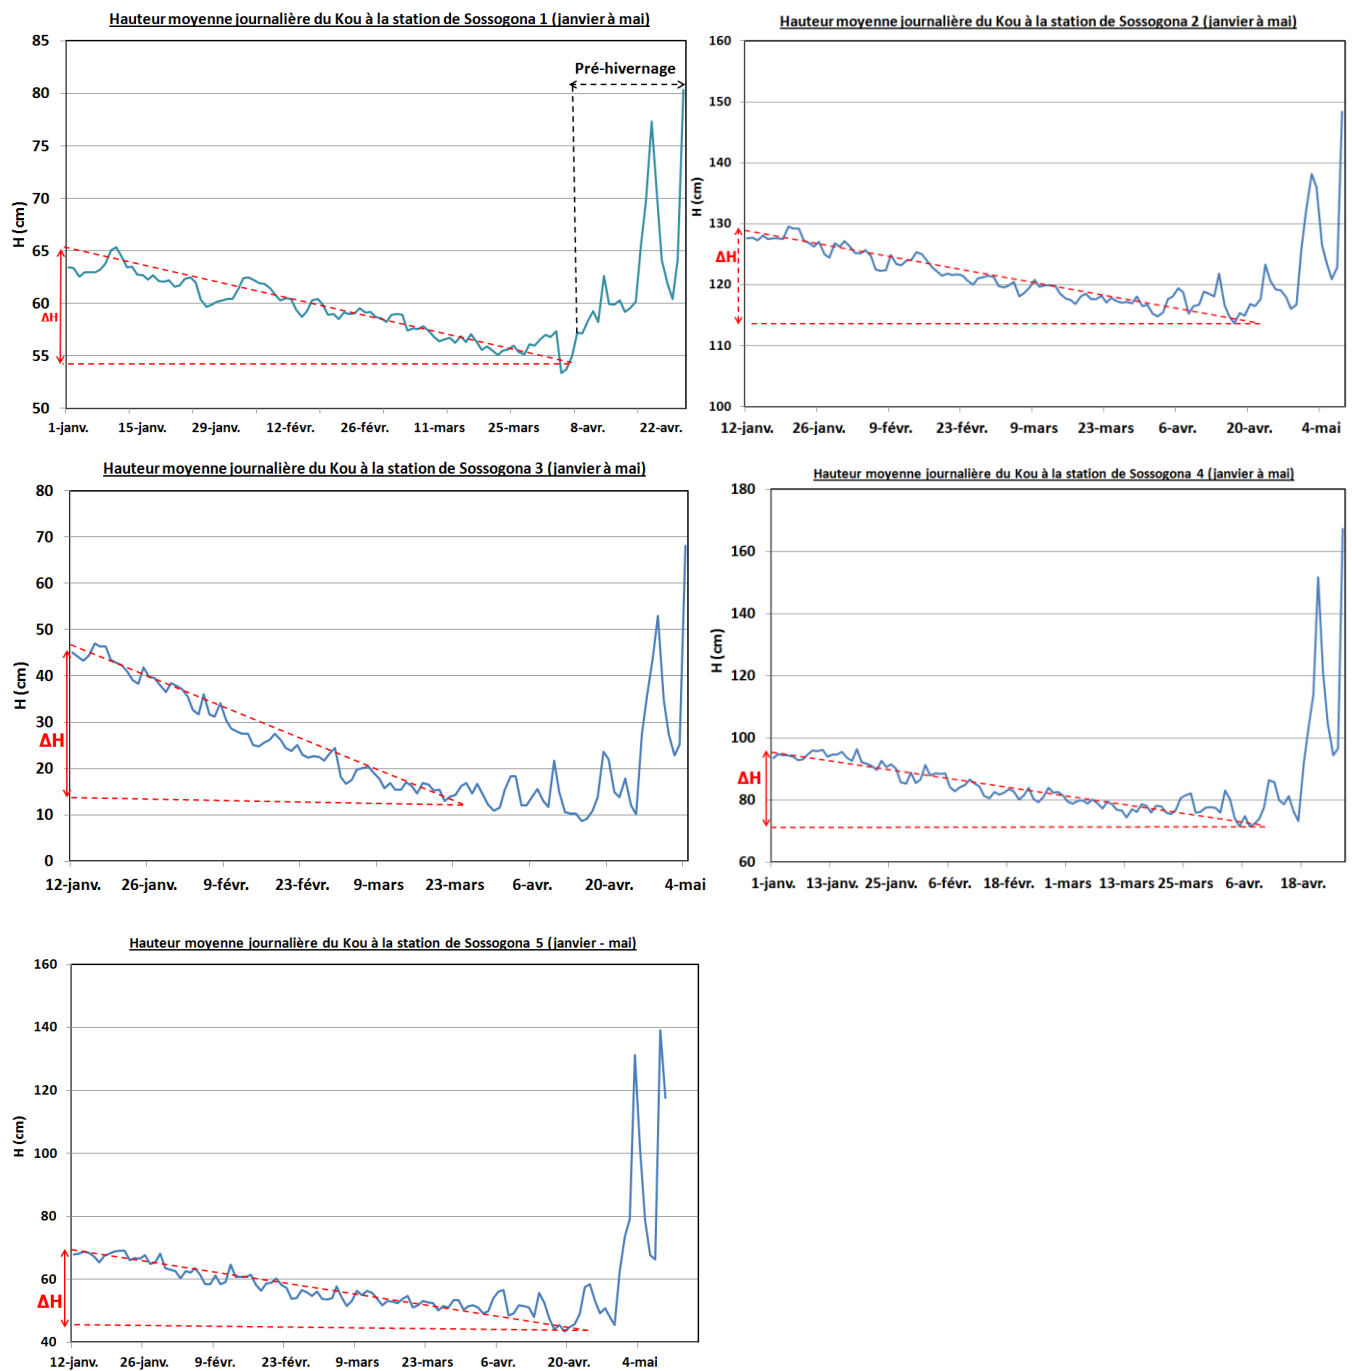 Hauteur moyenne journalière du Kou à la station de Sossogona 1 (janvier à mai)
85
80
75
70
65
60
55
50
H (cm)
ΔH
Pré-hivernage
1-janv. 15-janv. 29-janv. 12-févr. 26-févr. 11-mars 25-mars 8-avr. 22-avr.
Hauteur moyenne journalière du Kou à la station de Sossogona 2 (janvier à mai)
160
150
140
130
120
110
100
H (cm)
ΔH
12-janv. 26-janv. 9-févr. 23-févr. 9-mars 23-mars 6-avr. 20-avr. 4-mai
Hauteur moyenne journalière du Kou à la station de Sossogona 3 (janvier à mai)
80
70
60
50
40
30
20
10
0
H (cm)
ΔH
12-janv. 26-janv. 9-févr. 23-févr. 9-mars 23-mars 6-avr. 20-avr. 4-mai
Hauteur moyenne journalière du Kou à la station de Sossogona 4 (janvier à mai)
180
160
140
120
100
80
60
H (cm)
ΔH
1-janv. 13-janv. 25-janv. 6-févr. 18-févr. 1-mars 13-mars 25-mars 6-avr. 18-avr.
Hauteur moyenne journalière du Kou à la station de Sossogona 5 (janvier - mai)
160
140
120
100
80
60
40
H (cm)
ΔH
12-janv. 26-janv. 9-févr. 23-févr. 9-mars 23-mars 6-avr. 20-avr. 4-mai